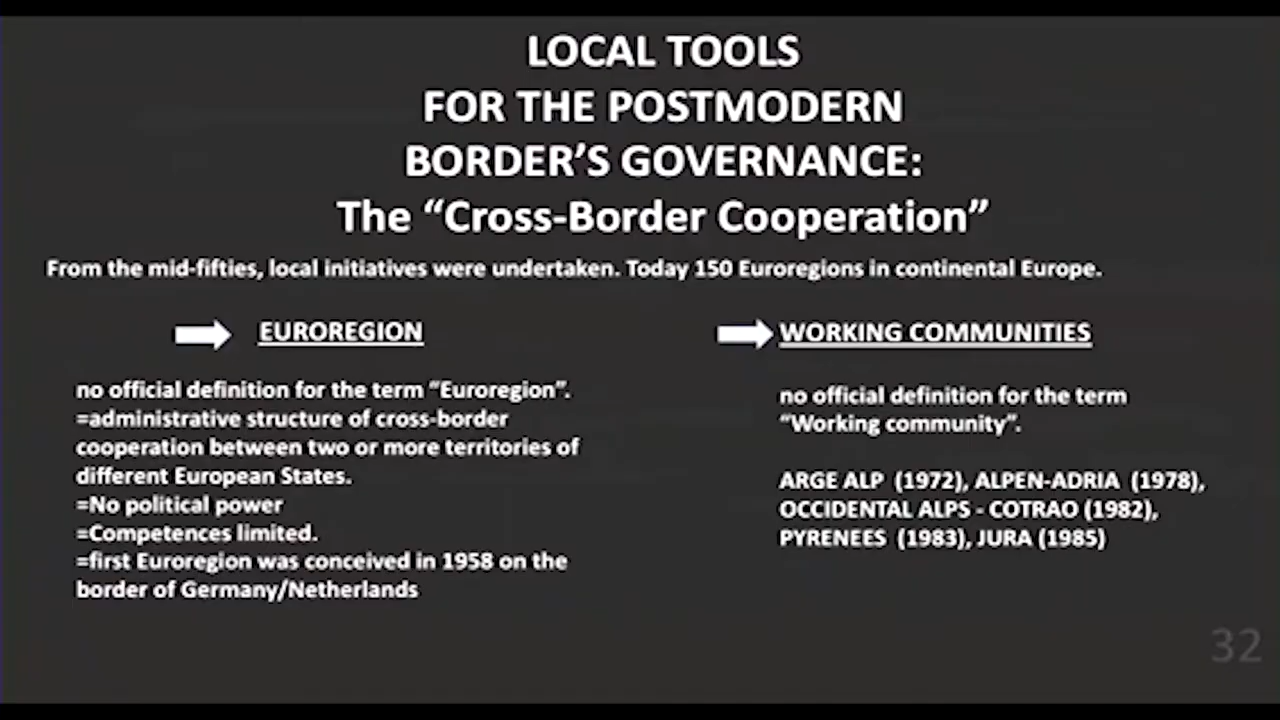 LOCAL TOOLS
FOR THE POSTMODERN
BORDER'S GOVERNANCE:
The “Cross-Border Cooperation”
From the mid-fifties, local initiatives were undertaken. Today 150 Euroregions in continental Europe.
EUROREGION
no official definition for the term “Euroregion”.
=administrative structure of cross-border
cooperation between two or more territories of
different European States.
=No political power
=Competences limited.
=first Euroregion was conceived in 1958 on the
border of Germany/Netherlands
WORKING COMMUNITIES
no official definition for the term
“Working community”.
ARGE ALP (1972), ALPEN-ADRIA (1978),
OCCIDENTAL ALPS - COTRAO (1982),
PYRENEES (1983), JURA (1985)
32